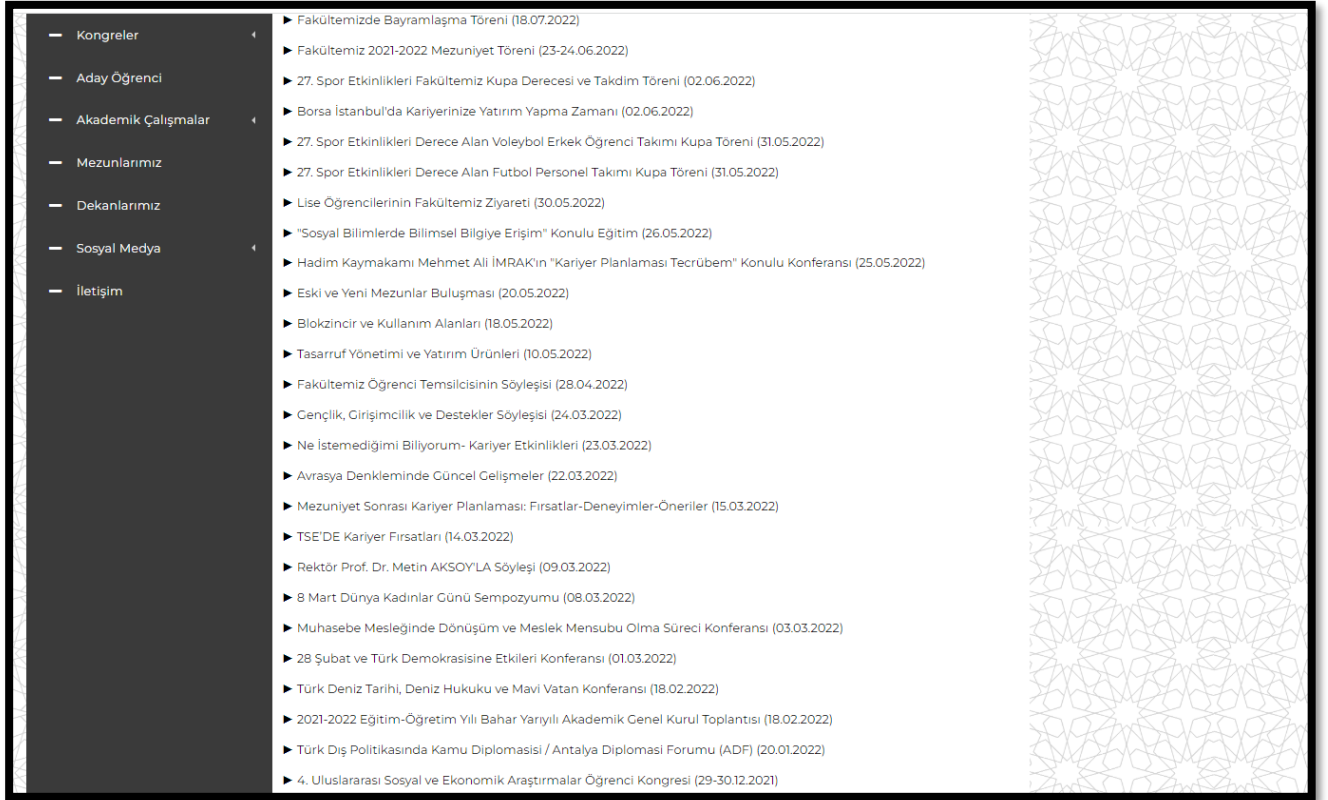 Kongreler
Aday Öğrenci
Akademik Çalışmalar
Mezunlarımız
Dekanlarımız
Sosyal Medya
İletişim
► Fakültemizde Bayramlaşma Töreni (18.07.2022)
► Fakültemiz 2021-2022 Mezuniyet Töreni (23-24.06.2022)
► 27. Spor Etkinlikleri Fakültemiz Kupa Derecesi ve Takdim Töreni (02.06.2022)
► Borsa İstanbul'da Kariyerinize Yatırım Yapma Zamanı (02.06.2022)
► 27. Spor Etkinlikleri Derece Alan Voleybol Erkek Öğrenci Takımı Kupa Töreni (31.05.2022)
► 27. Spor Etkinlikleri Derece Alan Futbol Personel Takımı Kupa Töreni (31.05.2022)
► Lise Öğrencilerinin Fakültemiz Ziyareti (30.05.2022)
► "Sosyal Bilimlerde Bilimsel Bilgiye Erişim" Konulu Eğitim (26.05.2022)
► Hadim Kaymakamı Mehmet Ali İMRAK'ın "Kariyer Planlaması Tecrübem" Konulu Konferansı (25.05.2022)
► Eski ve Yeni Mezunlar Buluşması (20.05.2022)
► Blokzincir ve Kullanım Alanları (18.05.2022)
► Tasarruf Yönetimi ve Yatırım Ürünleri (10.05.2022)
► Fakültemiz Öğrenci Temsilcisinin Söyleşisi (28.04.2022)
► Gençlik, Girişimcilik ve Destekler Söyleşisi (24.03.2022)
► Ne İstemediğimi Biliyorum- Kariyer Etkinlikleri (23.03.2022)
► Avrasya Denkleminde Güncel Gelişmeler (22.03.2022)
► Mezuniyet Sonrası Kariyer Planlaması: Fırsatlar-Deneyimler-Öneriler (15.03.2022)
► TSE'DE Kariyer Fırsatları (14.03.2022)
► Rektör Prof. Dr. Metin AKSOY'LA Söyleşi (09.03.2022)
► 8 Mart Dünya Kadınlar Günü Sempozyumu (08.03.2022)
► Muhasebe Mesleğinde Dönüşüm ve Meslek Mensubu Olma Süreci Konferansı (03.03.2022)
► 28 Şubat ve Türk Demokrasisine Etkileri Konferansı (01.03.2022)
► Türk Deniz Tarihi, Deniz Hukuku ve Mavi Vatan Konferansı (18.02.2022)
► 2021-2022 Eğitim-Öğretim Yılı Bahar Yarıyılı Akademik Genel Kurul Toplantısı (18.02.2022)
► Türk Dış Politikasında Kamu Diplomasisi / Antalya Diplomasi Forumu (ADF) (20.01.2022)
► 4. Uluslararası Sosyal ve Ekonomik Araştırmalar Öğrenci Kongresi (29-30.12.2021)